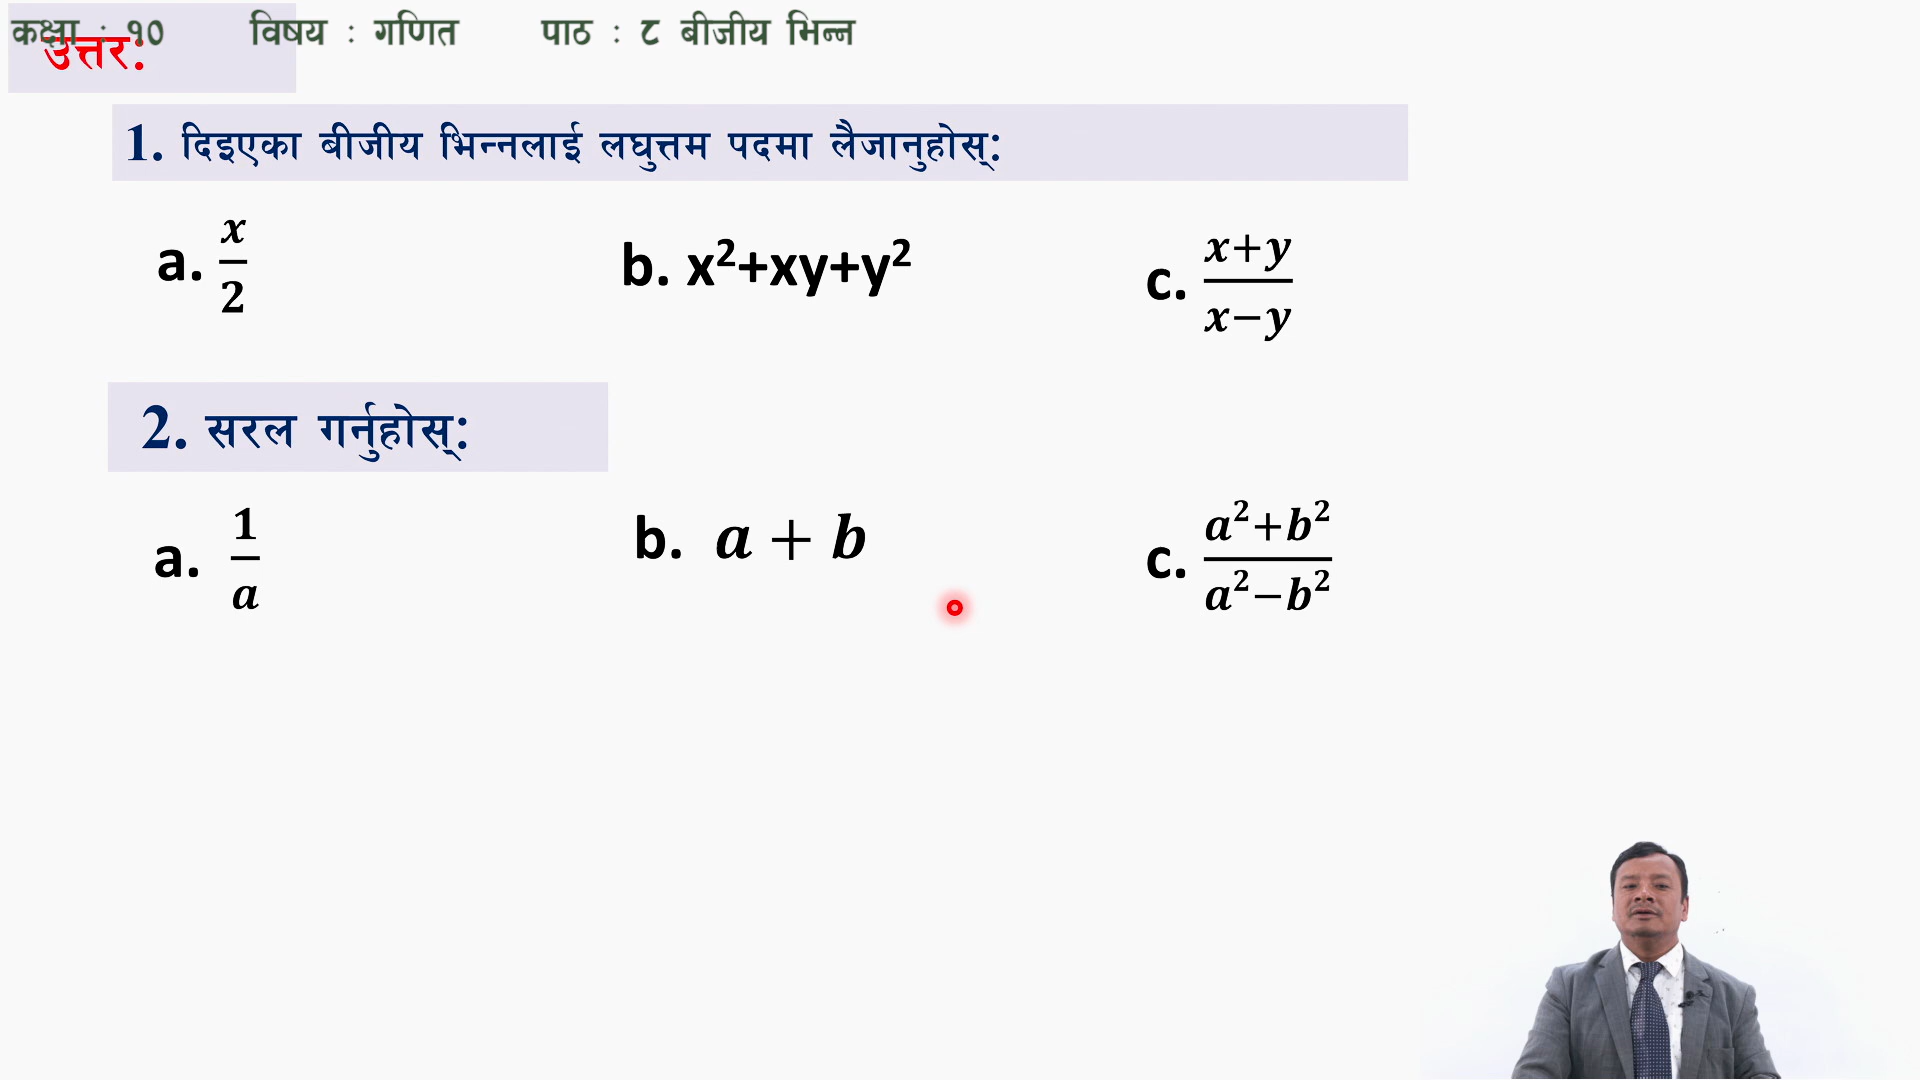 कक्षा : १० विषय : गणित पाठ : ८ बीजीय भिन्न
उत्तर:
1. दिइएका बीजीय भिन्नलाई लघुत्तम पदमा लैजानुहोस्:
a. x/2 b. x²+xy+y² c. (x+y)/(x−y)
2. सरल गर्नुहोस्:
a. 1/a b. a + b c. (a²+b²)/(a²−b²)